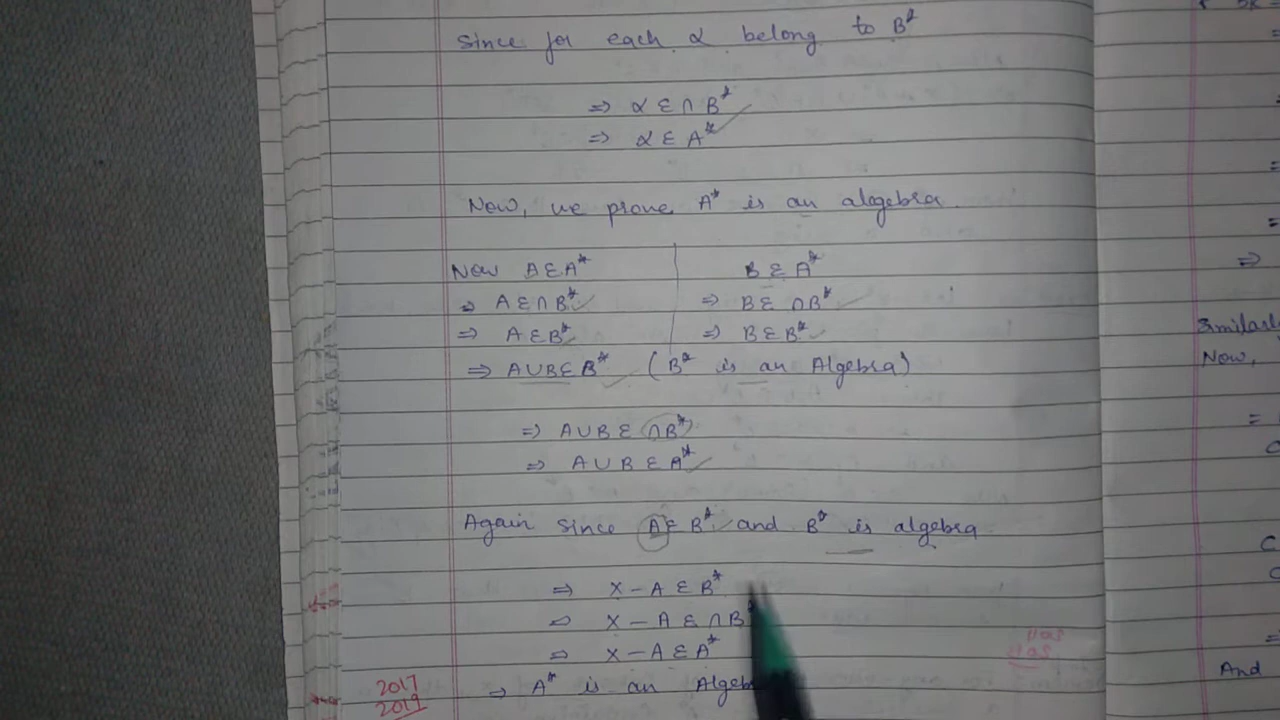 Since for each α belong to B*
⇒ α ε ∩ B*
⇒ α ε A*
Now, we prove A* is an algebra.
Now A ε A*
⇒ A ε ∩ B*
⇒ A ε B*
B ε A*
⇒ B ε ∩ B*
⇒ B ε B*
⇒ A ∪ B ε B* (B* is an Algebra)
⇒ A ∪ B ε ∩ B*
⇒ A ∪ B ε A*
Again since A ε B* and B* is algebra
⇒ X - A ε B*
⇒ X - A ε ∩ B
⇒ X - A ε A*
⇒ A* is an Algeb
2017
2019
Similarl
Now,
And